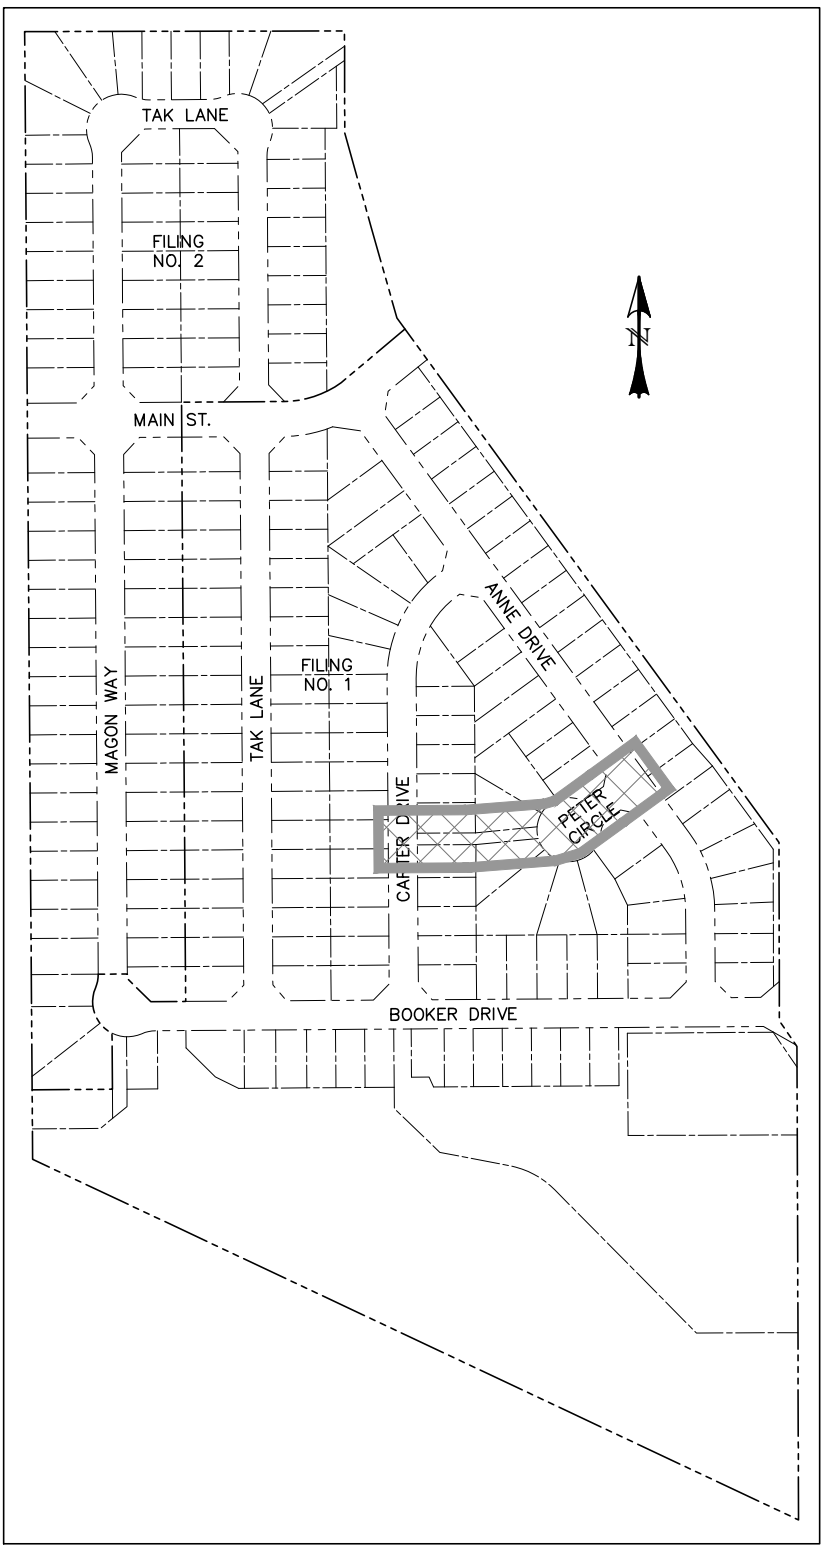 TAK LANE
FILING
NO. 2
N
MAIN ST.
ANNE DRIVE
FILING
NO. 1
MAGON WAY
TAK LANE
CARTER DRIVE
PETER
CIRCLE
BOOKER DRIVE